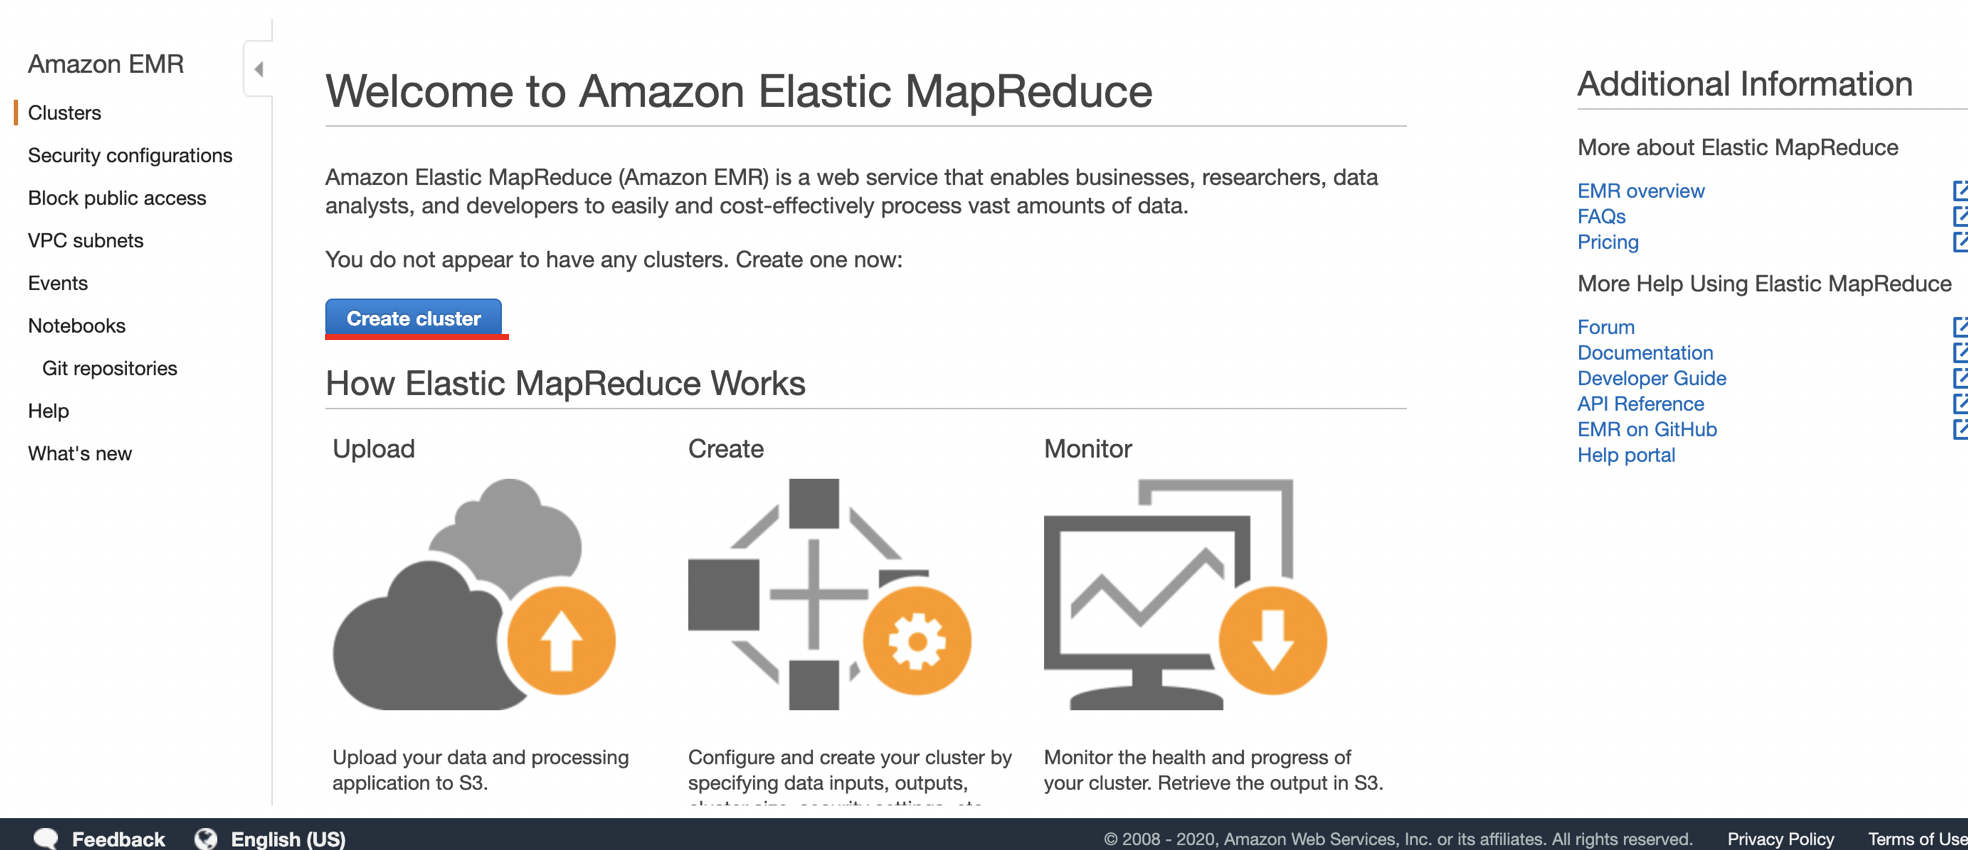 Amazon EMR
Clusters
Security configurations
Block public access
VPC subnets
Events
Notebooks
Git repositories
Help
What's new
Welcome to Amazon Elastic MapReduce
Amazon Elastic MapReduce (Amazon EMR) is a web service that enables businesses, researchers, data
analysts, and developers to easily and cost-effectively process vast amounts of data.
You do not appear to have any clusters. Create one now:
Create cluster
How Elastic MapReduce Works
Upload
Upload your data and processing
application to S3.
Create
Configure and create your cluster by
specifying data inputs, outputs,
cluster size, security settings, etc.
Monitor
Monitor the health and progress of
your cluster. Retrieve the output in S3.
Additional Information
More about Elastic MapReduce
EMR overview
FAQs
Pricing
More Help Using Elastic MapReduce
Forum
Documentation
Developer Guide
API Reference
EMR on GitHub
Help portal
Feedback
English (US)
© 2008 - 2020, Amazon Web Services, Inc. or its affiliates. All rights reserved.
Privacy Policy
Terms of Use